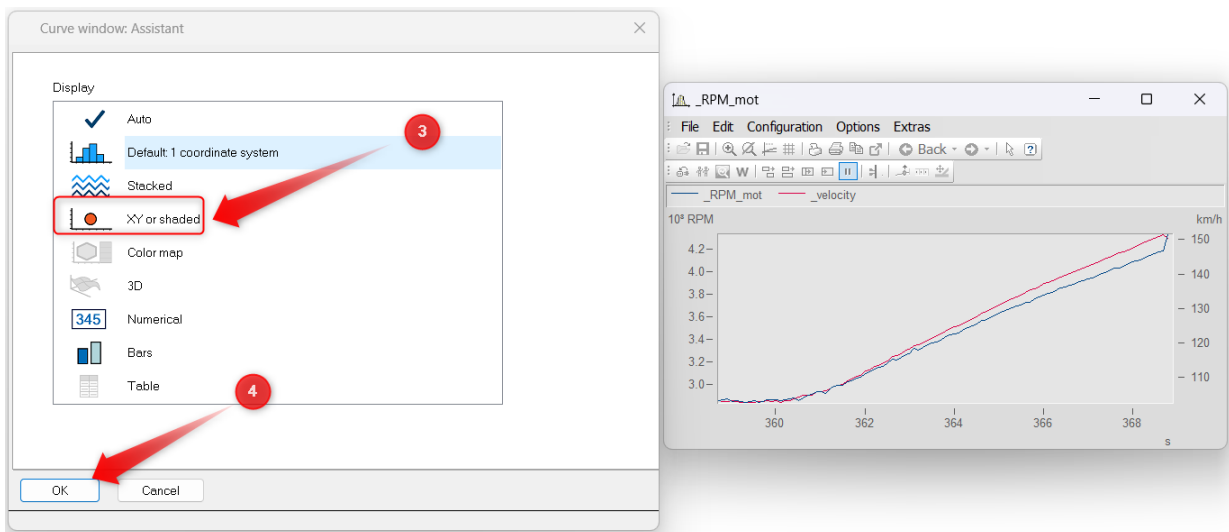 Curve window: Assistant
Display
Auto
Default: 1 coordinate system
Stacked
XY or shaded
Color map
3D
345 Numerical
Bars
Table
3
4
OK Cancel
_RPM_mot
File Edit Configuration Options Extras
Back
W
_RPM_mot _velocity
10³ RPM km/h
4.2
4.0
3.8
3.6
3.4
3.2
3.0
150
140
130
120
110
360 362 364 366 368
s